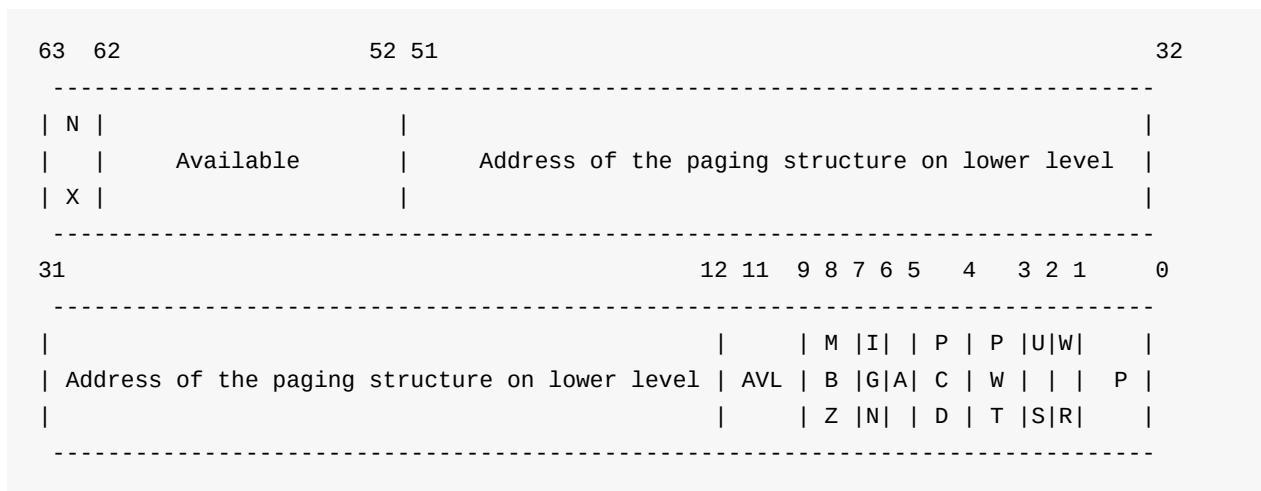 63  62                  52 51                                                        32
 --------------------------------------------------------------------------------
| N |                      |                                                     |
|   |     Available        |     Address of the paging structure on lower level  |
| X |                      |                                                     |
 --------------------------------------------------------------------------------
31                                                12 11  9 8 7 6 5   4   3 2 1     0
 --------------------------------------------------------------------------------
|                                                 |     | M |I| | P | P |U|W|    |
| Address of the paging structure on lower level | AVL | B |G|A| C | W | | |  P |
|                                                 |     | Z |N| | D | T |S|R|    |
 --------------------------------------------------------------------------------